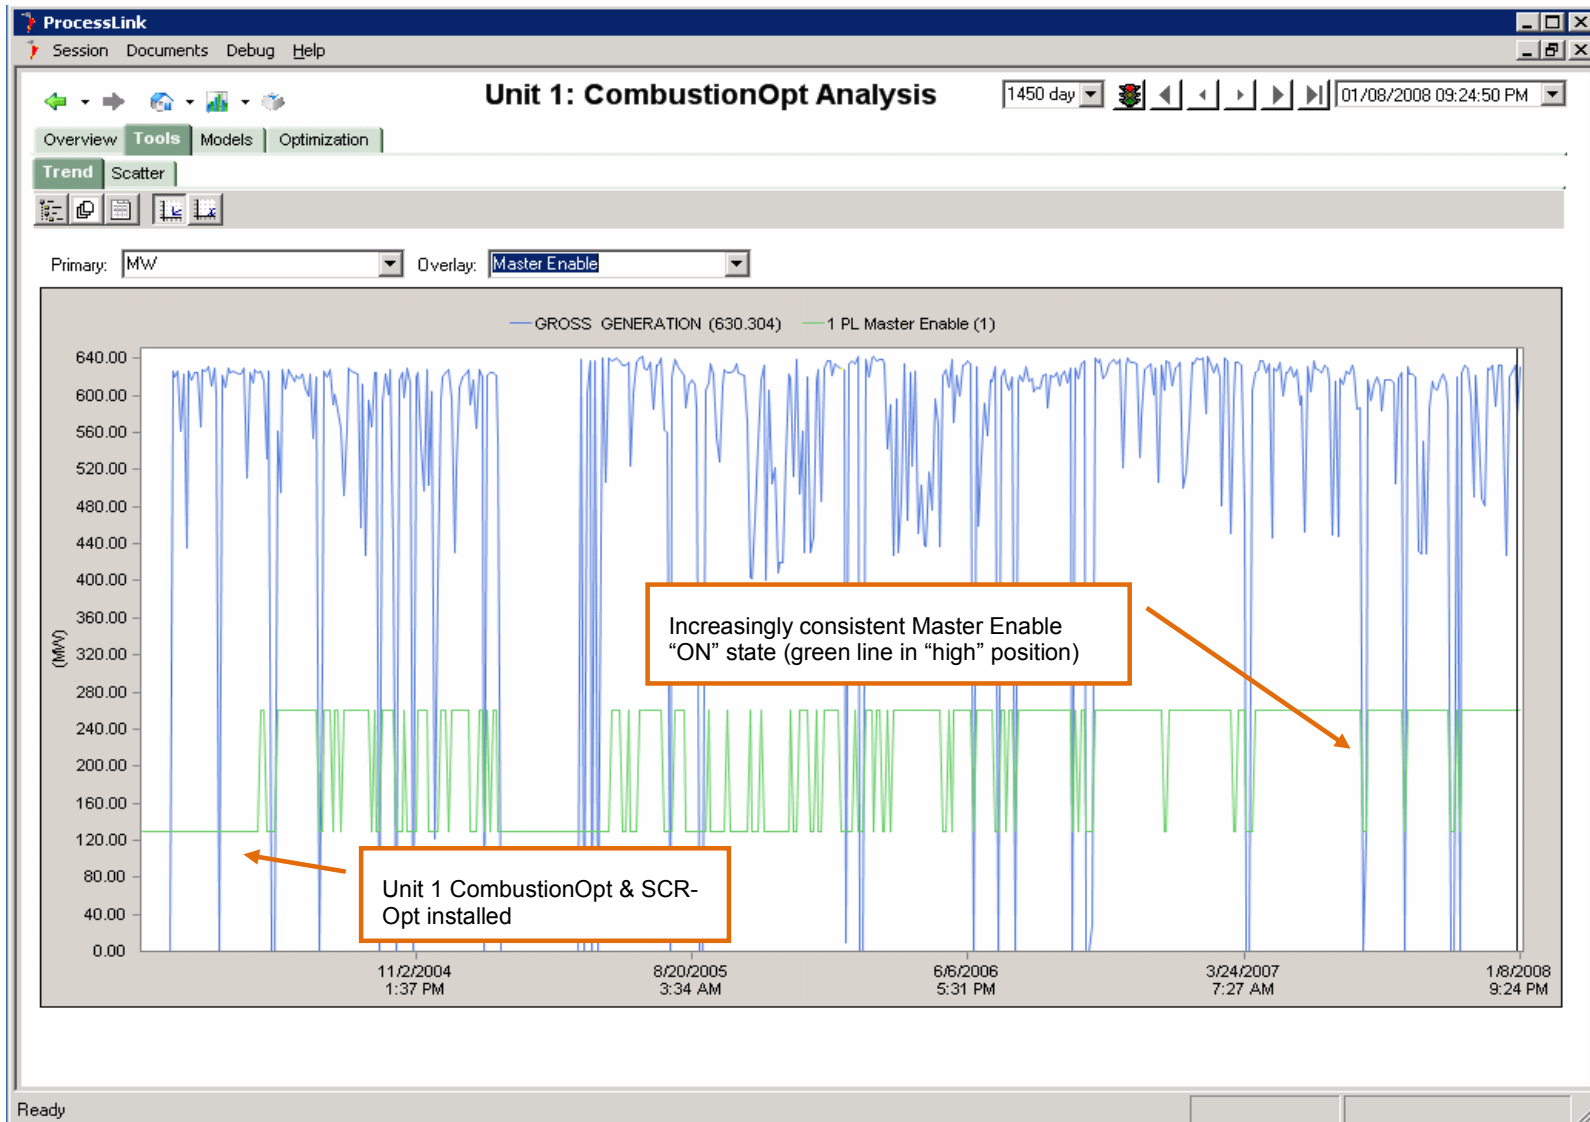 ProcessLink
Session Documents Debug Help
Unit 1: CombustionOpt Analysis
1450 day
01/08/2008 09:24:50 PM
Overview Tools Models Optimization
Trend Scatter
Primary: MW Overlay: Master Enable
GROSS GENERATION (630.304) 1 PL Master Enable (1)
640.00
600.00
560.00
520.00
480.00
440.00
400.00
360.00
320.00
280.00
240.00
200.00
160.00
120.00
80.00
40.00
0.00
(MW)
Increasingly consistent Master Enable
“ON” state (green line in “high” position)
Unit 1 CombustionOpt & SCR-
Opt installed
11/2/2004 8/20/2005 6/6/2006 3/24/2007 1/8/2008
1:37 PM 3:34 AM 5:31 PM 7:27 AM 9:24 PM
Ready